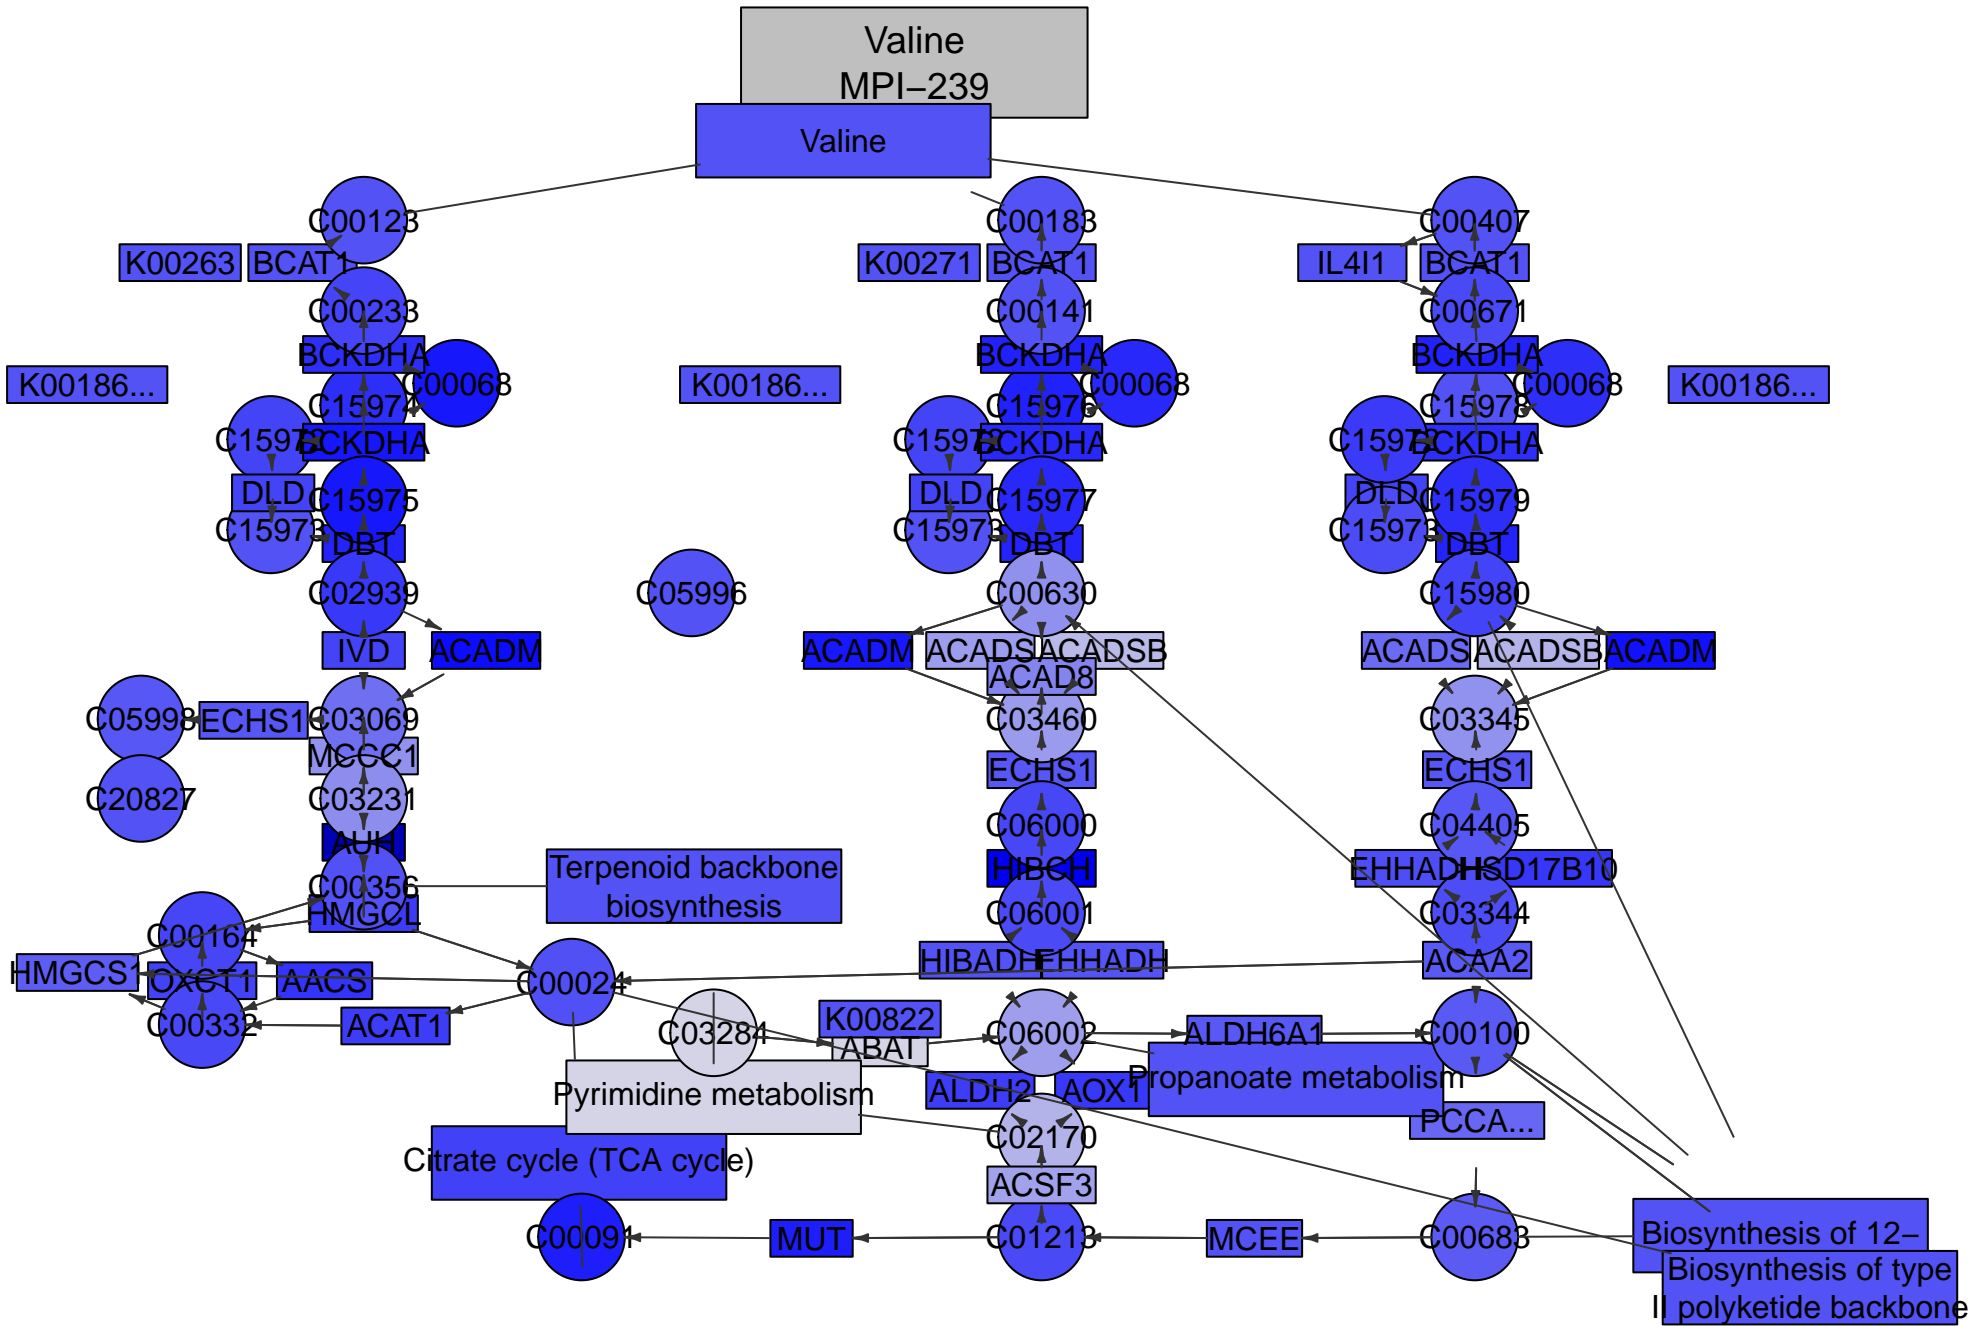 Valine
MPI−239
Valine
C00123
C00183
C00407
K00263
BCAT1
K00271
BCAT1
IL4I1
BCAT1
C00233
C00141
C00671
BCKDHA
BCKDHA
BCKDHA
K00186...
C15974
C00068
K00186...
C15976
C00068
C15978
C00068
K00186...
C15972
BCKDHA
C15972
BCKDHA
C15972
BCKDHA
DLD
C15975
DLD
C15977
DLD
C15979
C15973
DBT
C15973
DBT
C15973
DBT
C02939
C05996
C00630
C15980
IVD
ACADM
ACADM
ACADS
ACADSB
ACADS
ACADSB
ACADM
ACAD8
C05998
ECHS1
C03069
C03460
C03345
MCCC1
ECHS1
ECHS1
C20827
C03231
C06000
C04405
AUH
Terpenoid backbone
biosynthesis
HIBCH
EHHADH
HSD17B10
C00356
HMGCL
C06001
C03344
C00164
HIBADH
EHHADH
ACAA2
HMGCS1
OXCT1
AACS
C00024
C00332
ACAT1
C03284
K00822
ABAT
C06002
ALDH6A1
C00100
Pyrimidine metabolism
ALDH2
AOX1
Propanoate metabolism
PCCA...
C02170
Citrate cycle (TCA cycle)
ACSF3
C00091
MUT
C01213
MCEE
C00683
Biosynthesis of 12−
Biosynthesis of type
II polyketide backbone